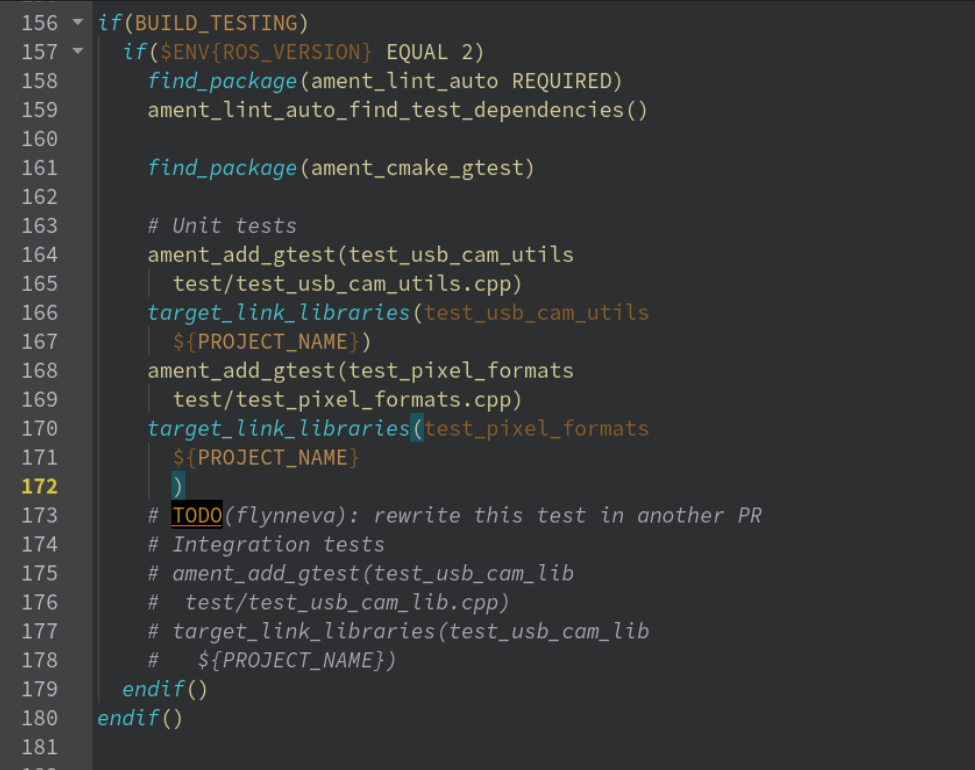 156 if(BUILD_TESTING)
157 if($ENV{ROS_VERSION} EQUAL 2)
158 find_package(ament_lint_auto REQUIRED)
159 ament_lint_auto_find_test_dependencies()
160
161 find_package(ament_cmake_gtest)
162
163 # Unit tests
164 ament_add_gtest(test_usb_cam_utils
165 test/test_usb_cam_utils.cpp)
166 target_link_libraries(test_usb_cam_utils
167 ${PROJECT_NAME})
168 ament_add_gtest(test_pixel_formats
169 test/test_pixel_formats.cpp)
170 target_link_libraries(test_pixel_formats
171 ${PROJECT_NAME}
172 )
173 # TODO(flynneva): rewrite this test in another PR
174 # Integration tests
175 # ament_add_gtest(test_usb_cam_lib
176 #  test/test_usb_cam_lib.cpp)
177 # target_link_libraries(test_usb_cam_lib
178 #   ${PROJECT_NAME})
179 endif()
180 endif()
181